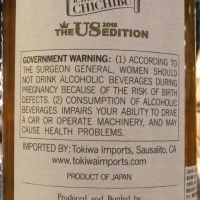 CHICHIBU
THE US 2018 EDITION
GOVERNMENT WARNING: (1) ACCORDING TO
THE SURGEON GENERAL, WOMEN SHOULD
NOT DRINK ALCOHOLIC BEVERAGES DURING
PREGNANCY BECAUSE OF THE RISK OF BIRTH
DEFECTS. (2) CONSUMPTION OF ALCOHOLIC
BEVERAGES IMPAIRS YOUR ABILITY TO DRIVE
A CAR OR OPERATE MACHINERY, AND MAY
CAUSE HEALTH PROBLEMS.
IMPORTED BY: Tokiwa Imports, Sausalito, CA
www.tokiwaimports.com
PRODUCT OF JAPAN
Produced and Bottled by